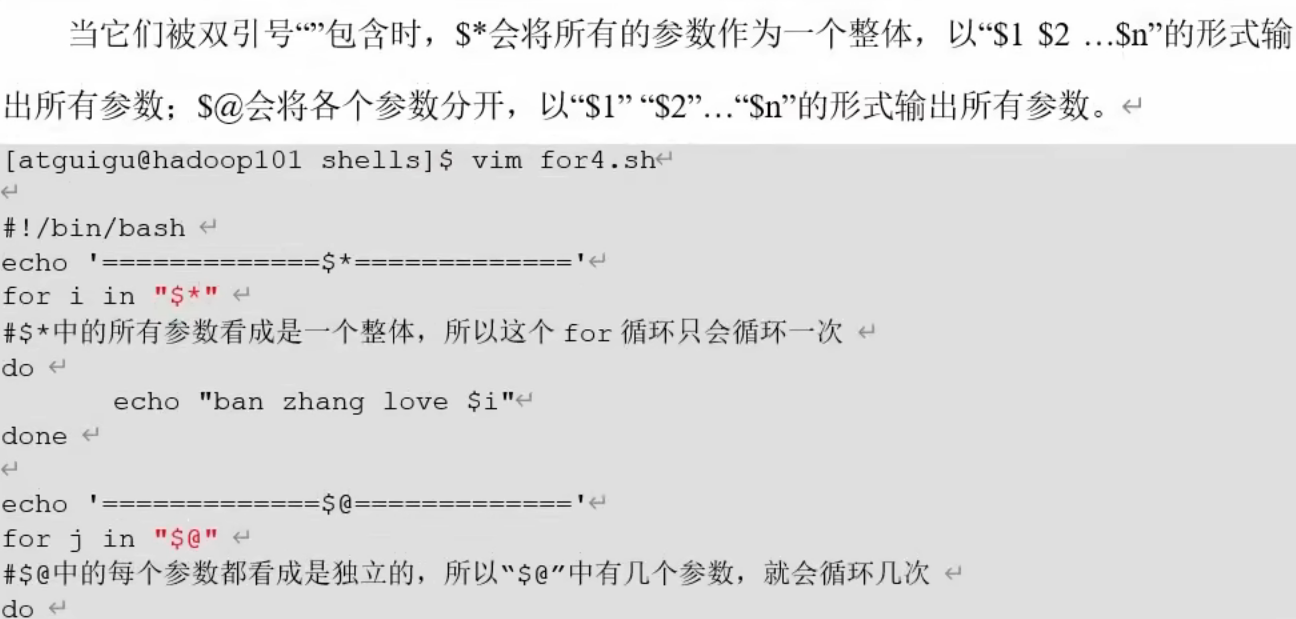 当它们被双引号“”包含时，$*会将所有的参数作为一个整体，以“$1 $2 …$n”的形式输
出所有参数；$@会将各个参数分开，以“$1” “$2”…“$n”的形式输出所有参数。↵
[atguigu@hadoop101 shells]$ vim for4.sh↵
↵
#!/bin/bash ↵
echo '=============$*============='↵
for i in "$*" ↵
#$*中的所有参数看成是一个整体，所以这个 for 循环只会循环一次 ↵
do ↵
echo "ban zhang love $i"↵
done ↵
↵
echo '=============$@============='↵
for j in "$@" ↵
#$@中的每个参数都看成是独立的，所以“$@”中有几个参数，就会循环几次 ↵
do ↵